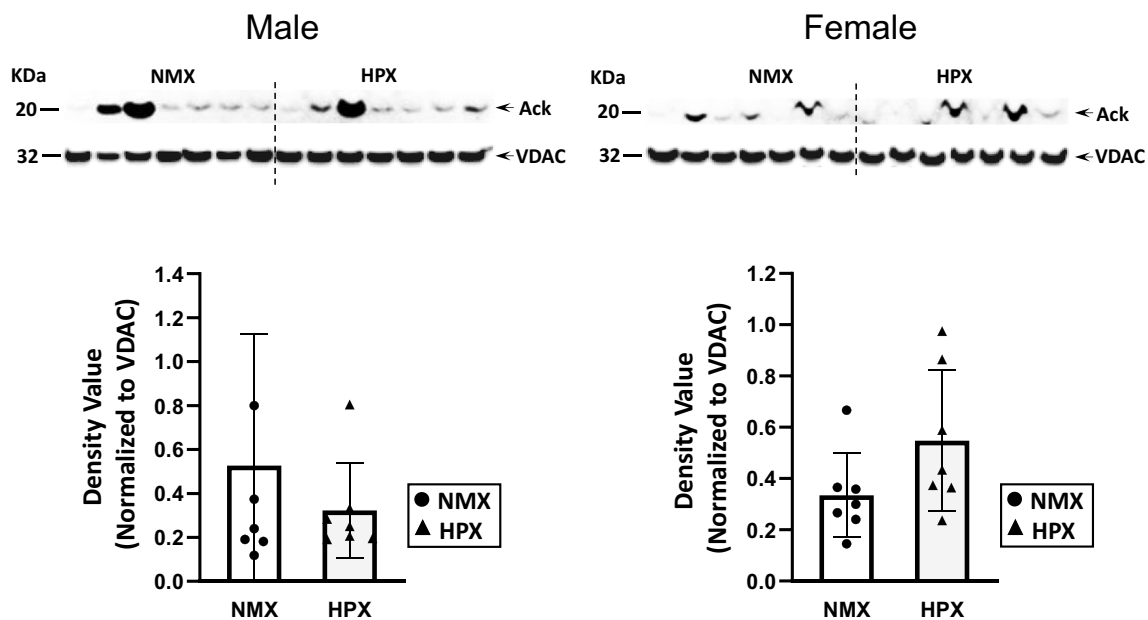 Male
Female
KDa
NMX
HPX
20
Ack
32
VDAC
NMX
HPX
KDa
20
Ack
32
VDAC
Density Value
(Normalized to VDAC)
1.4
1.2
1.0
0.8
0.6
0.4
0.2
0.0
NMX
HPX
NMX
HPX
Density Value
(Normalized to VDAC)
1.2
1.0
0.8
0.6
0.4
0.2
0.0
NMX
HPX
NMX
HPX